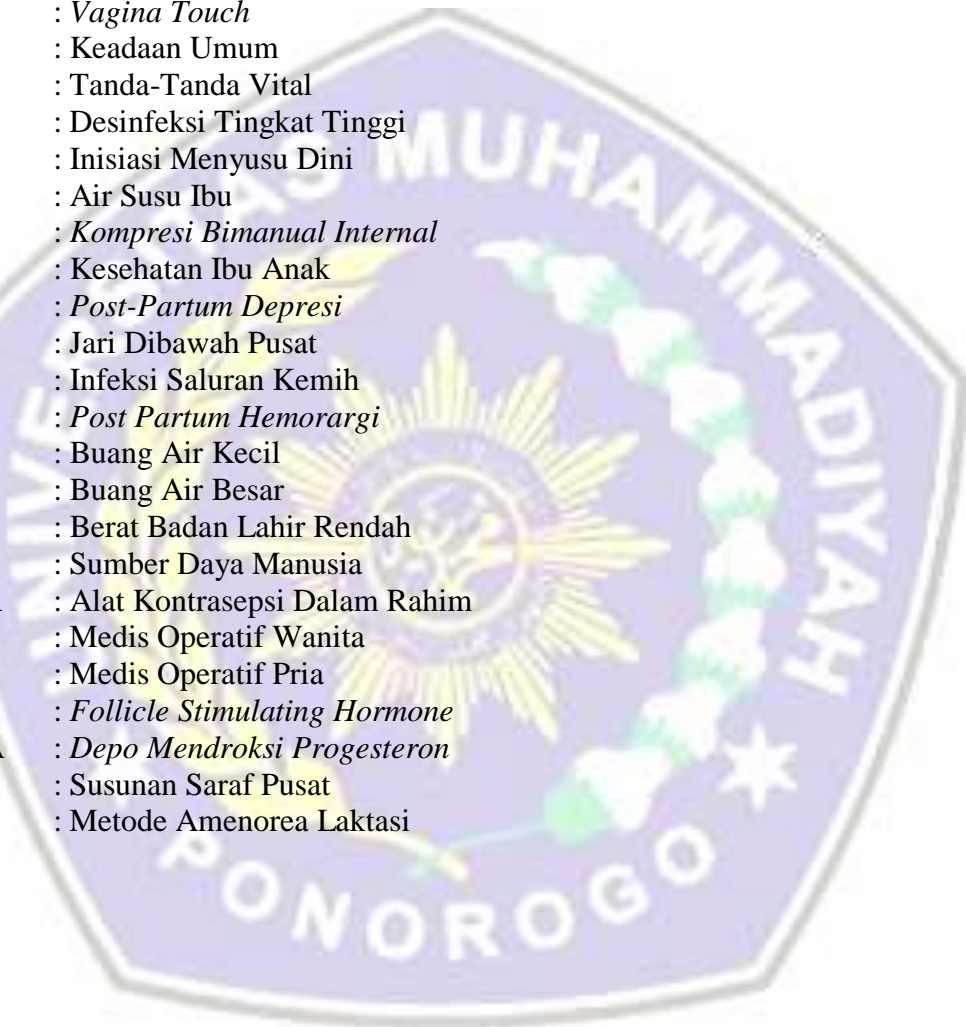 : Vagina Touch
: Keadaan Umum
: Tanda-Tanda Vital
: Desinfeksi Tingkat Tinggi
: Inisiasi Menyusu Dini
: Air Susu Ibu
: Kompresi Bimanual Internal
: Kesehatan Ibu Anak
: Post-Partum Depresi
: Jari Dibawah Pusat
: Infeksi Saluran Kemih
: Post Partum Hemorargi
: Buang Air Kecil
: Buang Air Besar
: Berat Badan Lahir Rendah
: Sumber Daya Manusia
: Alat Kontrasepsi Dalam Rahim
: Medis Operatif Wanita
: Medis Operatif Pria
: Follicle Stimulating Hormone
A : Depo Mendroksi Progesteron
: Susunan Saraf Pusat
: Metode Amenorea Laktasi
UNIVERSITAS MUHAMMADIYAH
PONOROGO